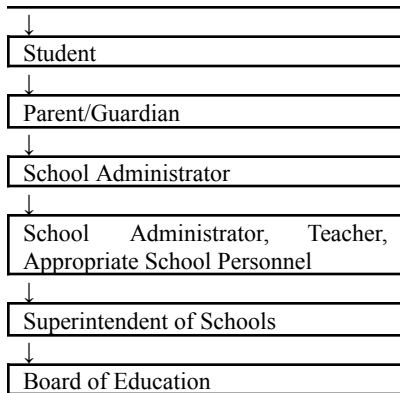 ↓
Student
↓
Parent/Guardian
↓
School Administrator
↓
School Administrator, Teacher,
Appropriate School Personnel
↓
Superintendent of Schools
↓
Board of Education